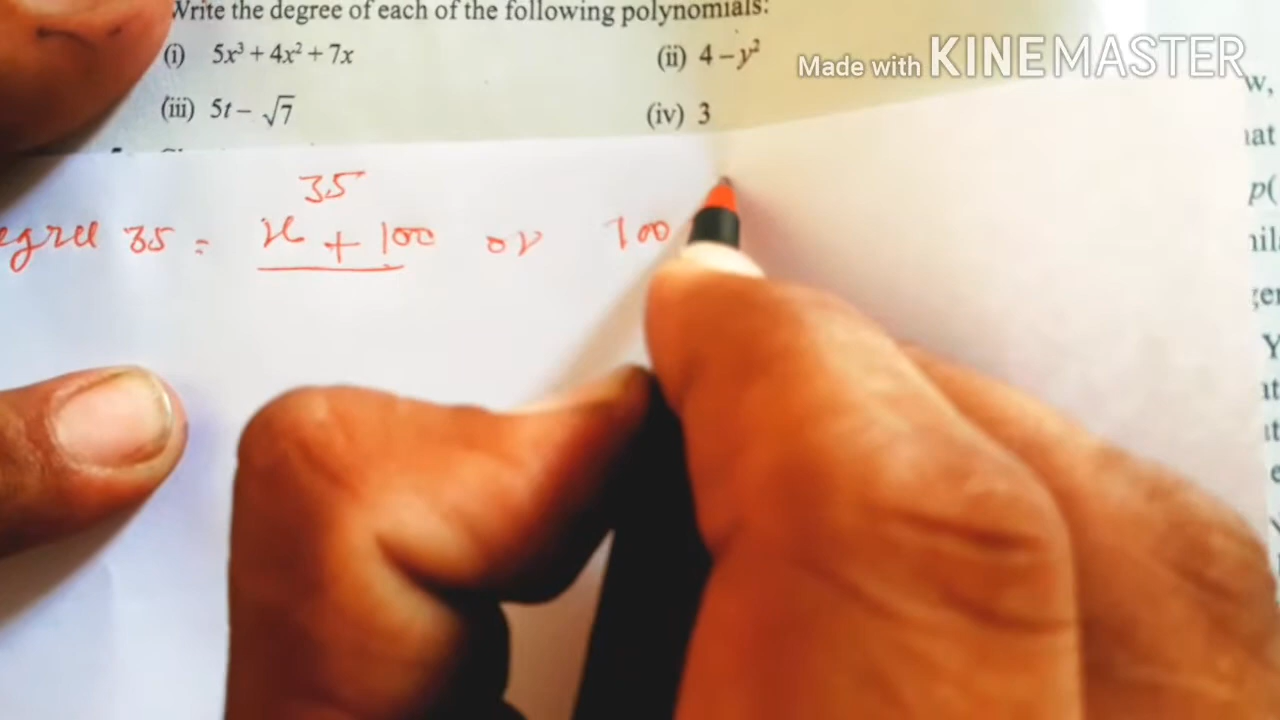 Write the degree of each of the following polynomials:
(i) 5x³ + 4x² + 7x (ii) 4 – y²
Made with KINEMASTER
(iii) 5t – √7 (iv) 3
w,
at
p(
35
egree 35 = x + 100 or 100